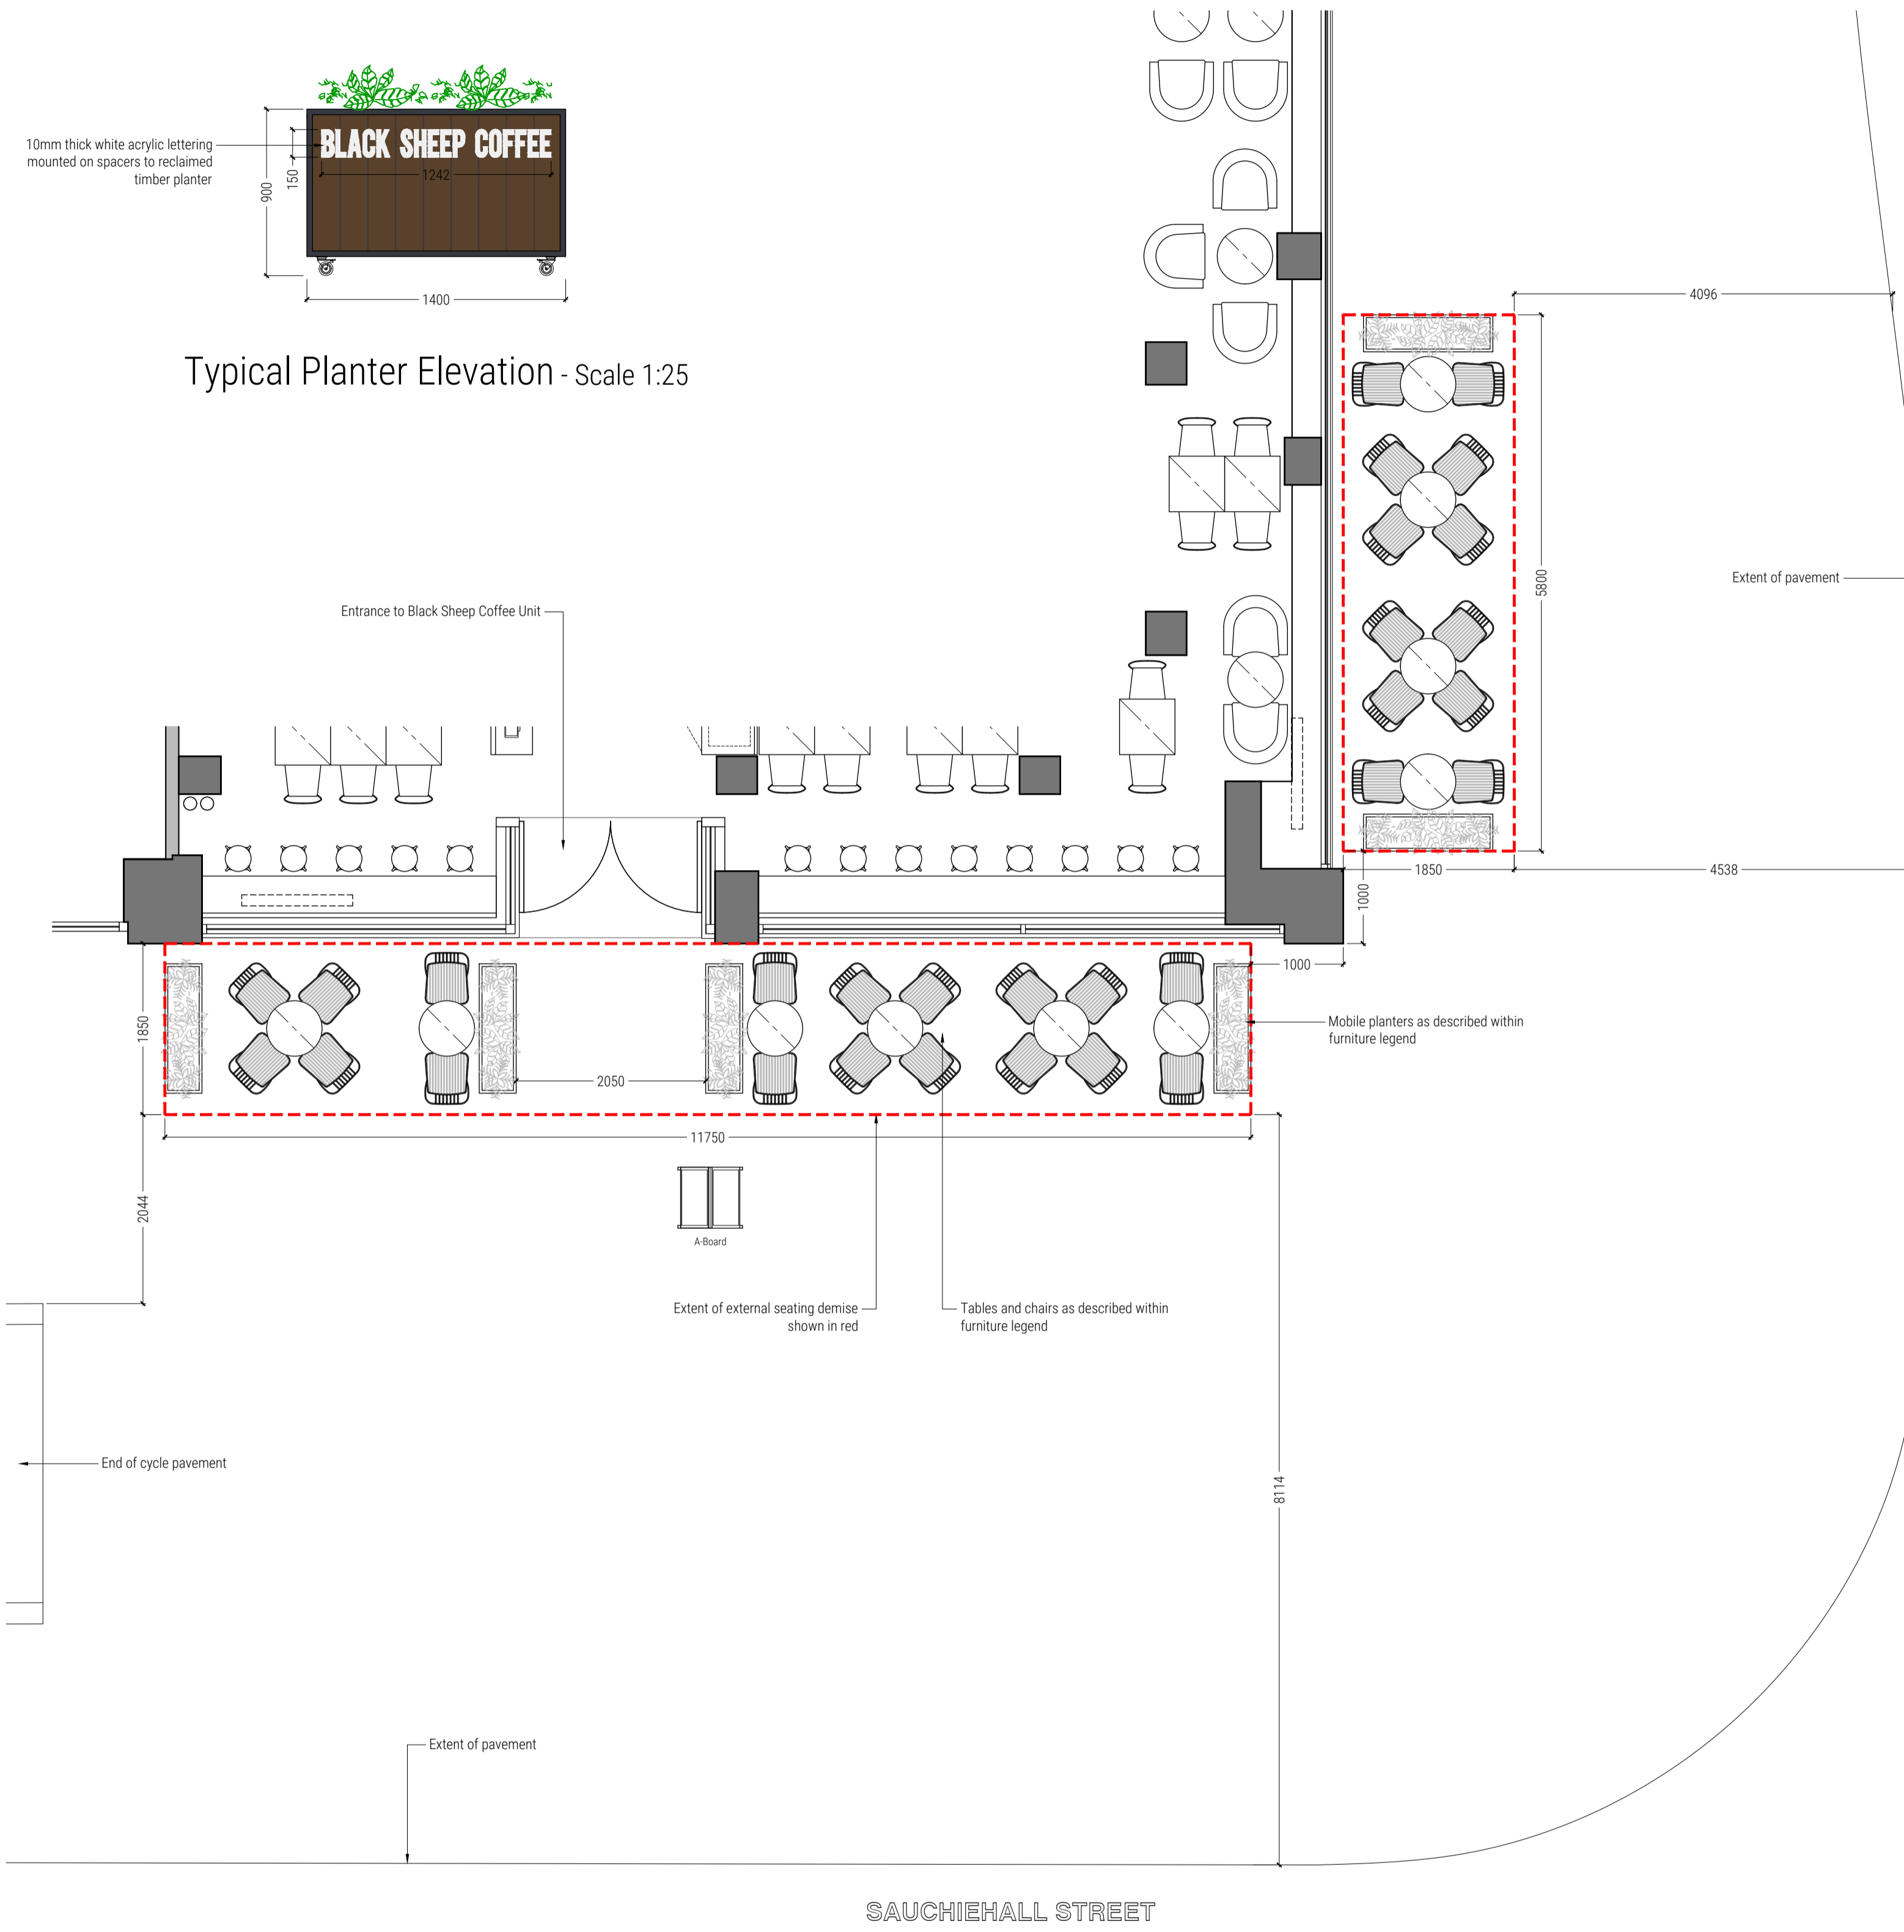 10mm thick white acrylic lettering
mounted on spacers to reclaimed
timber planter
900
150
BLACK SHEEP COFFEE
1242
1400
Typical Planter Elevation - Scale 1:25
4096
5800
Extent of pavement
Entrance to Black Sheep Coffee Unit
1850
4538
1000
1000
1850
Mobile planters as described within
furniture legend
2050
11750
2044
A-Board
Extent of external seating demise
shown in red
Tables and chairs as described within
furniture legend
End of cycle pavement
8114
Extent of pavement
SAUCHIEHALL STREET